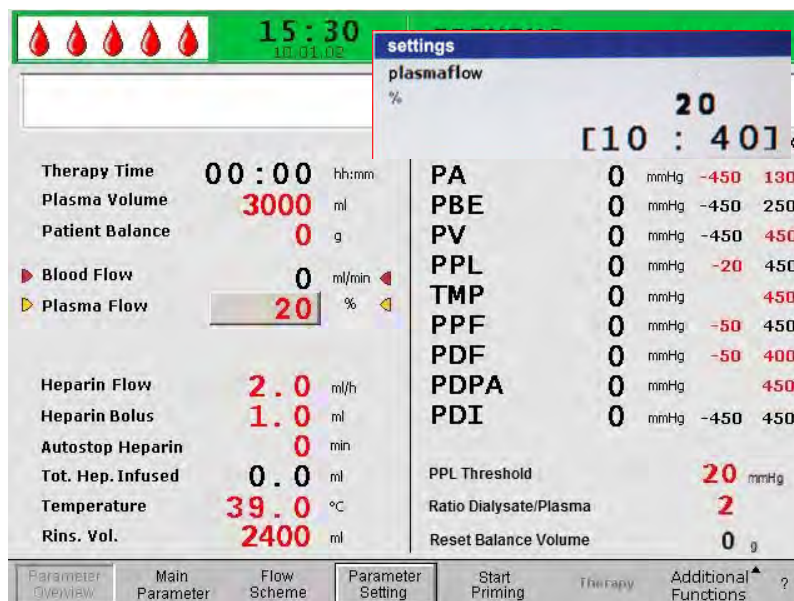 15:30
10.01.02
settings
plasmaflow
%
20
[10 : 40]
Therapy Time 00:00 hh:mm
Plasma Volume 3000 ml
Patient Balance 0 g
Blood Flow 0 ml/min
Plasma Flow 20 %
Heparin Flow 2.0 ml/h
Heparin Bolus 1.0 ml
Autostop Heparin 0 min
Tot. Hep. Infused 0.0 ml
Temperature 39.0 °C
Rins. Vol. 2400 ml
PA 0 mmHg -450 130
PBE 0 mmHg -450 250
PV 0 mmHg -450 450
PPL 0 mmHg -20 450
TMP 0 mmHg 450
PPF 0 mmHg -50 450
PDF 0 mmHg -50 400
PDPA 0 mmHg 450
PDI 0 mmHg -450 450
PPL Threshold 20 mmHg
Ratio Dialysate/Plasma 2
Reset Balance Volume 0 g
Parameter Overview
Main Parameter
Flow Scheme
Parameter Setting
Start Priming
Therapy
Additional Functions
?